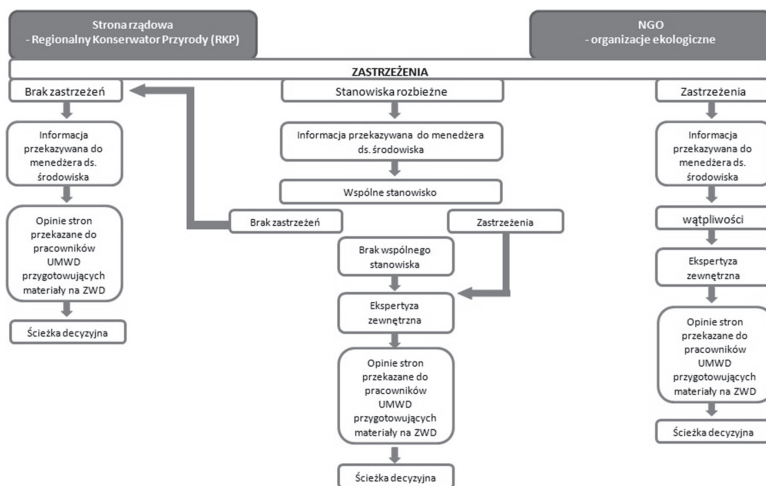 Strona rządowa
- Regionalny Konserwator Przyrody (RKP)
NGO
- organizacje ekologiczne
ZASTRZEŻENIA
Brak zastrzeżeń
Informacja
przekazywana do
menedżera ds.
środowiska
Opinie stron
przekazane do
pracowników
UMWD
przygotowujących
materiały na ZWD
Ścieżka decyzyjna
Stanowiska rozbieżne
Informacja przekazywana do menedżera
ds. środowiska
Wspólne stanowisko
Brak zastrzeżeń
Zastrzeżenia
Brak wspólnego
stanowiska
Ekspertyza
zewnętrzna
Opinie stron
przekazane do
pracowników
UMWD
przygotowujących
materiały na ZWD
Ścieżka decyzyjna
Zastrzeżenia
Informacja
przekazywana do
menedżera ds.
środowiska
wątpliwości
Ekspertyza
zewnętrzna
Opinie stron
przekazane do
pracowników
UMWD
przygotowujących
materiały na ZWD
Ścieżka decyzyjna